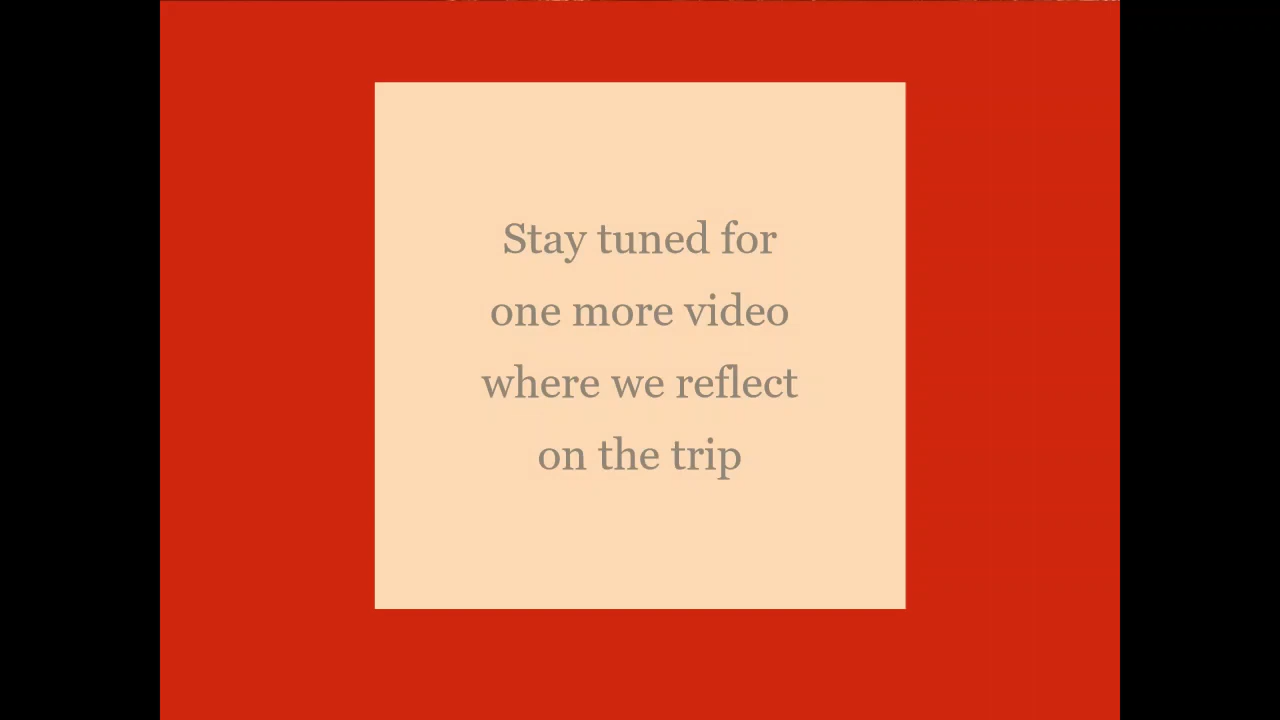 Stay tuned for
one more video
where we reflect
on the trip